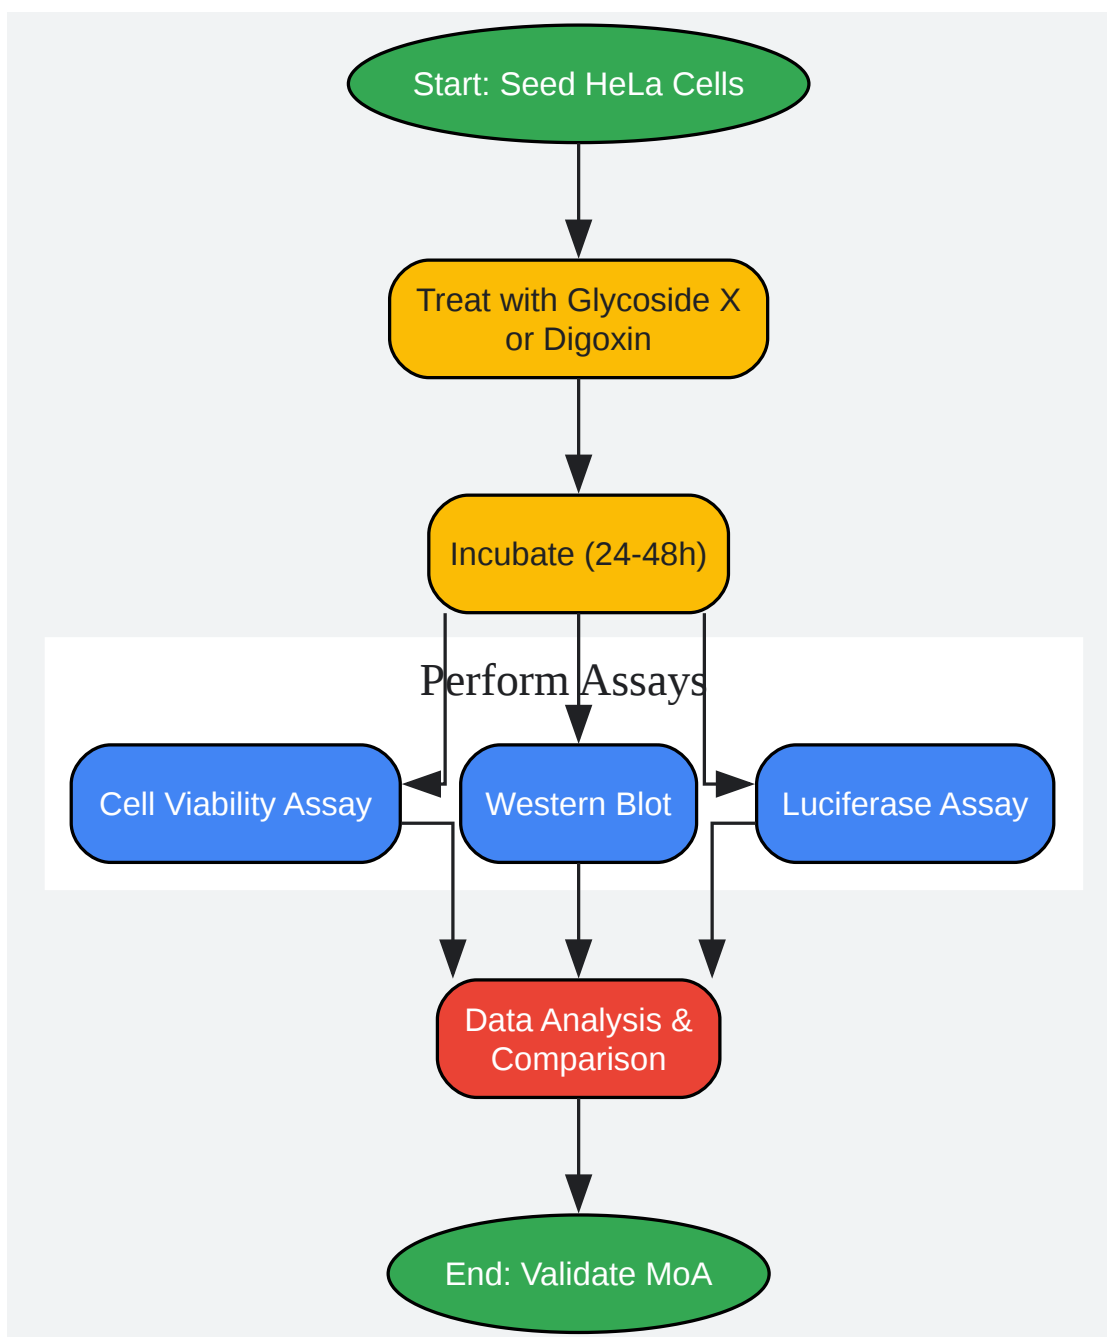 Start: Seed HeLa Cells
Treat with Glycoside X
or Digoxin
Incubate (24-48h)
Perform Assays
Cell Viability Assay
Western Blot
Luciferase Assay
Data Analysis &
Comparison
End: Validate MoA